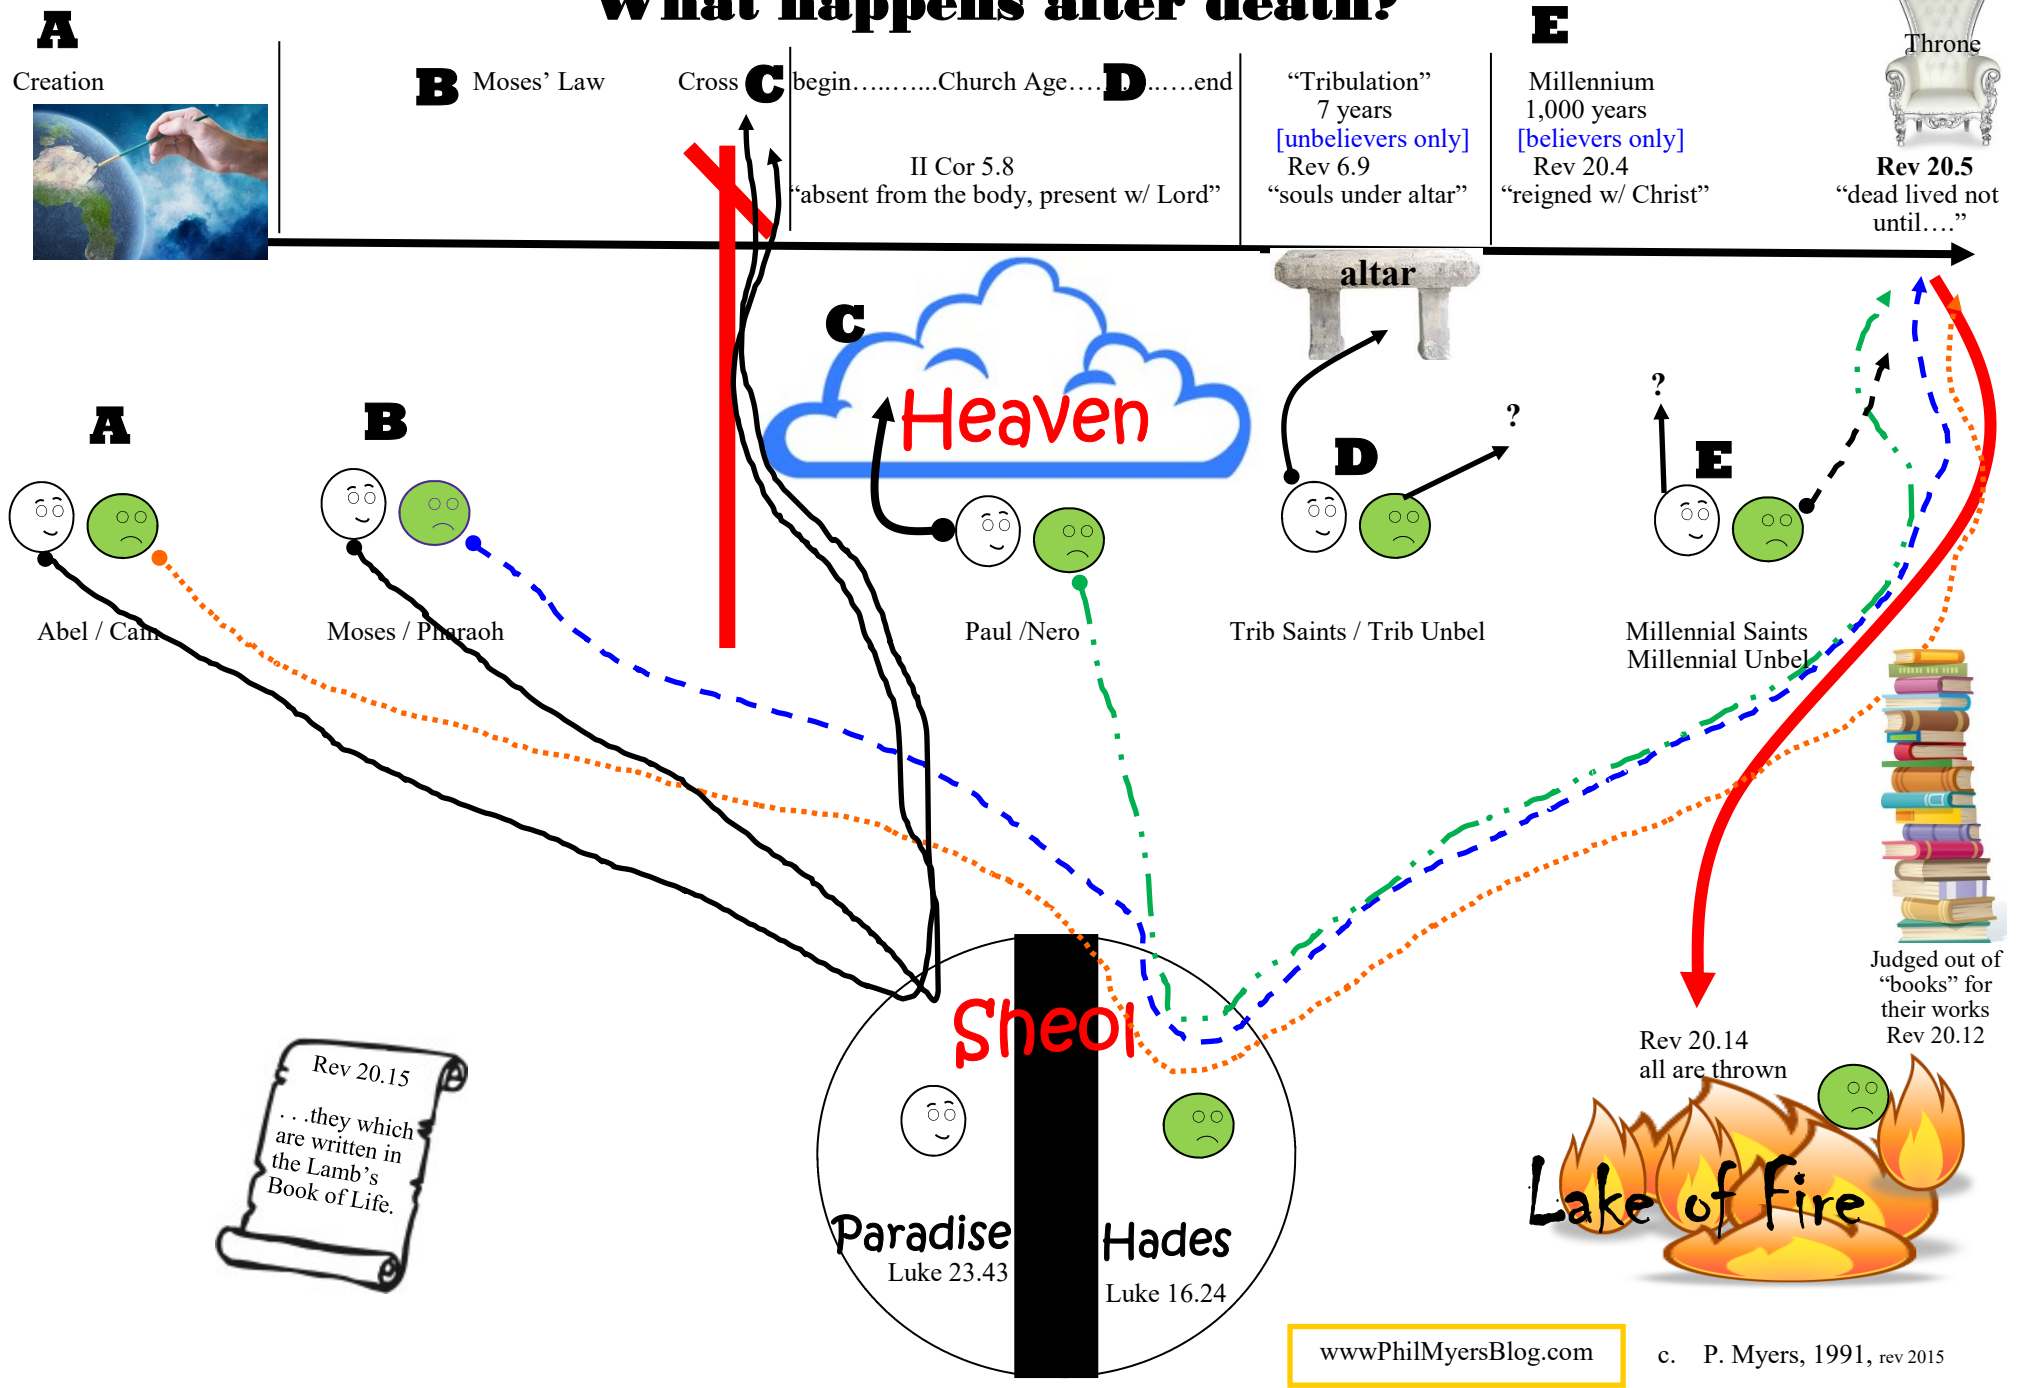 What happens after death?
A
E
Throne
Creation
B
Moses’ Law
Cross
C
begin…..…...Church Age….
D
…..….end
“Tribulation”
7 years
[unbelievers only]
Rev 6.9
“souls under altar”
Millennium
1,000 years
[believers only]
Rev 20.4
“reigned w/ Christ”
II Cor 5.8
“absent from the body, present w/ Lord”
Rev 20.5
“dead lived not
until….”
altar
C
Heaven
A
B
?
D
?
E
Abel / Cain
Moses / Pharaoh
Paul /Nero
Trib Saints / Trib Unbel
Millennial Saints
Millennial Unbel
Judged out of
“books” for
their works
Rev 20.12
Sheol
Rev 20.14
all are thrown
Rev 20.15
. . .they which
are written in
the Lamb’s
Book of Life.
Lake of Fire
Paradise
Luke 23.43
Hades
Luke 16.24
wwwPhilMyersBlog.com
c. P. Myers, 1991, rev 2015